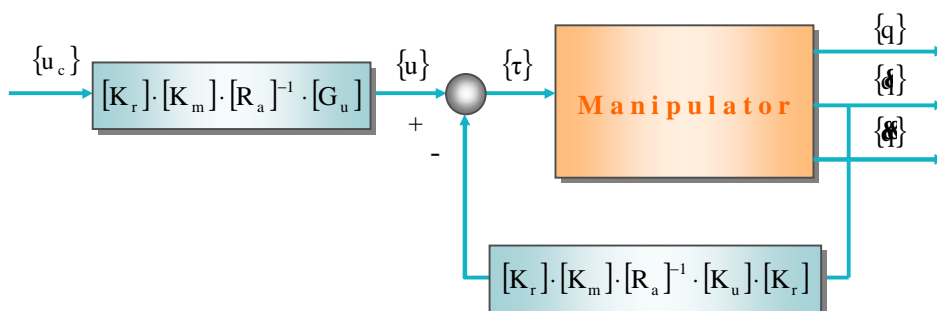 {u_c} [K_r]·[K_m]·[R_a]^{-1}·[G_u] {u} + - {τ} Manipulator {q}
[K_r]·[K_m]·[R_a]^{-1}·[K_u]·[K_r]